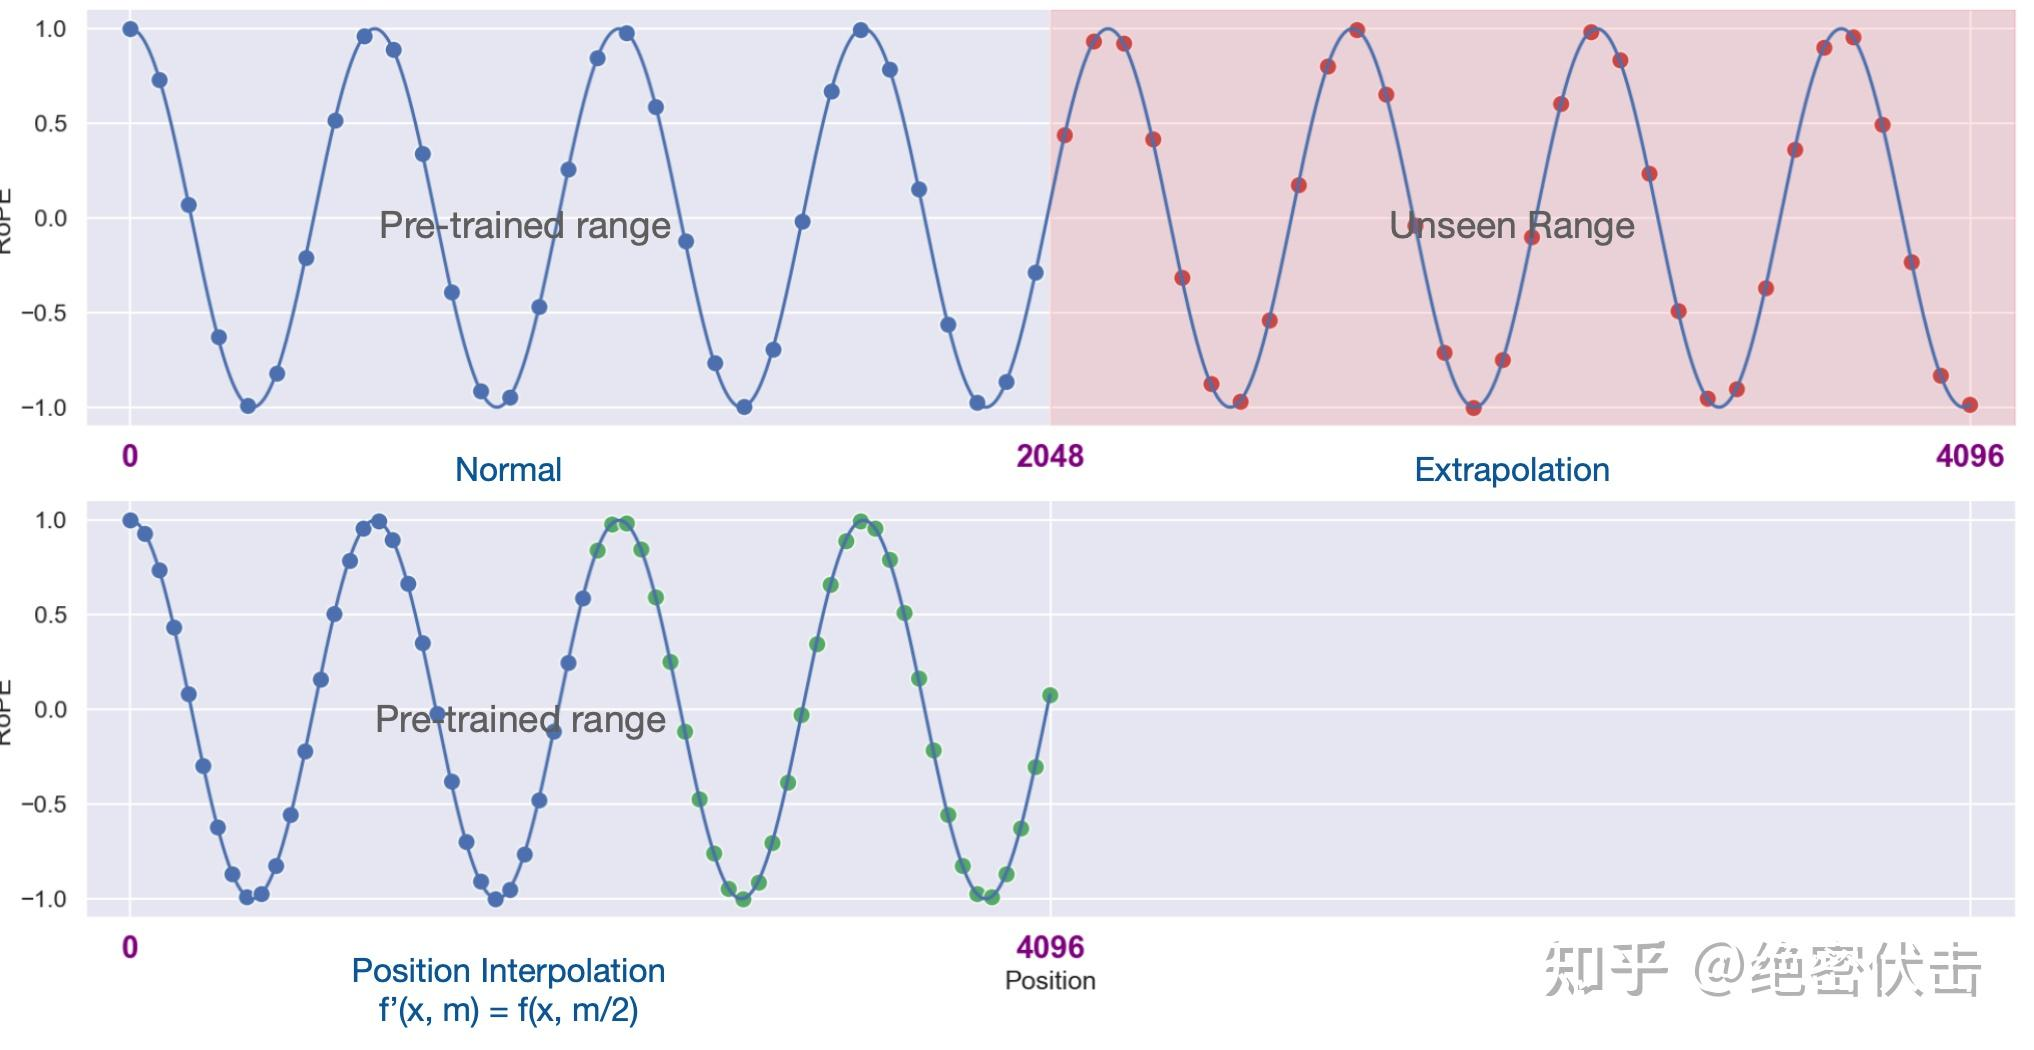 1.0
0.5
0.0
−0.5
−1.0
RoPE
Pre-trained range
Unseen Range
0
2048
4096
Normal
Extrapolation
1.0
0.5
0.0
−0.5
−1.0
RoPE
Pre-trained range
0
4096
Position
Position Interpolation
f’(x, m) = f(x, m/2)
知乎 @绝密伏击